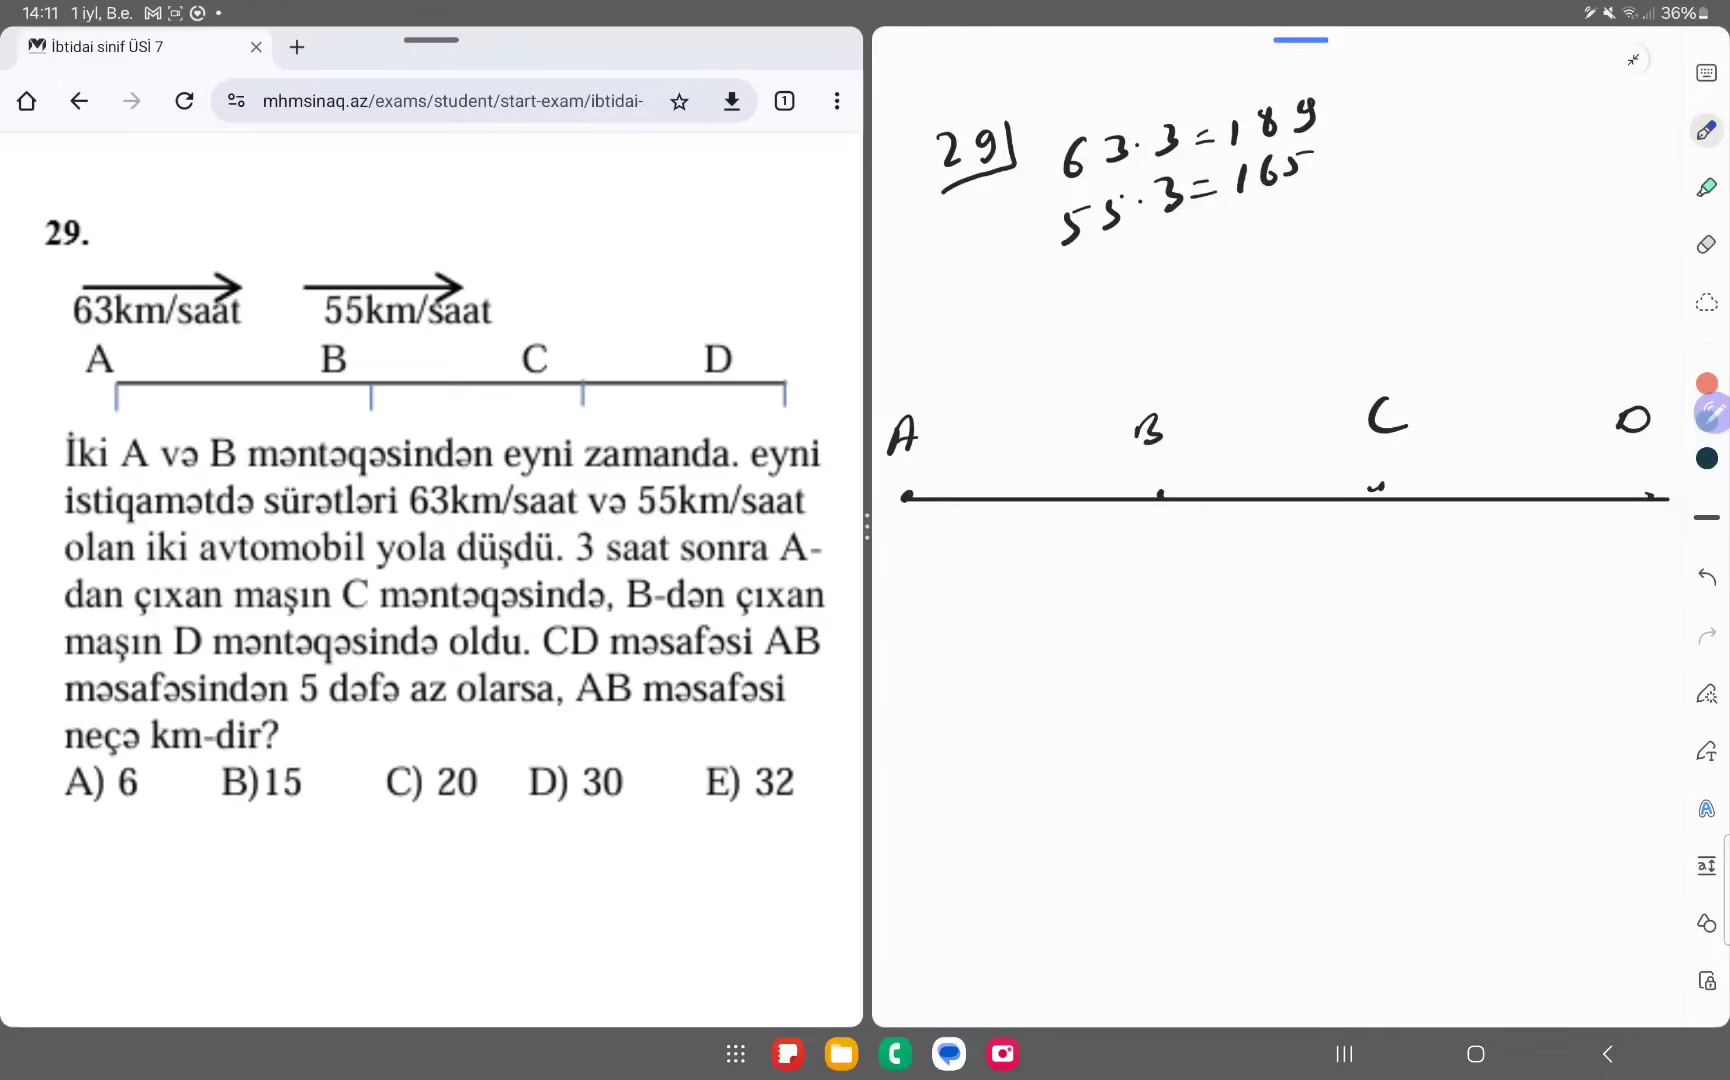 14:11 1 iyl, B.e.
36%
İbtidai sinif ÜSİ 7
mhmsinaq.az/exams/student/start-exam/ibtidai-
1
29.
63km/saat 55km/saat
A B C D
İki A və B məntəqəsindən eyni zamanda. eyni
istiqamətdə sürətləri 63km/saat və 55km/saat
olan iki avtomobil yola düşdü. 3 saat sonra A-
dan çıxan maşın C məntəqəsində, B-dən çıxan
maşın D məntəqəsində oldu. CD məsafəsi AB
məsafəsindən 5 dəfə az olarsa, AB məsafəsi
neçə km-dir?
A) 6 B)15 C) 20 D) 30 E) 32
29 63·3=189
55·3=165
A B C D